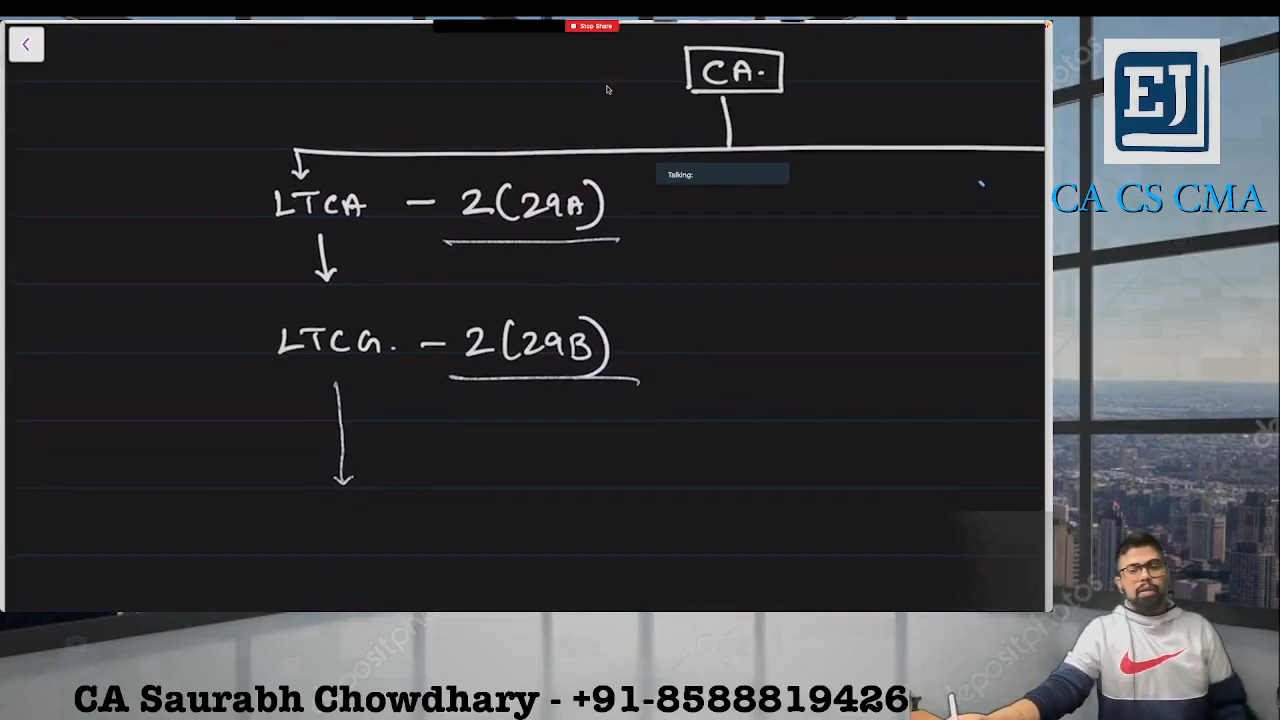 Stop Share
CA.
EJ
Talking:
CA CS CMA
LTCA - 2(29A)
LTCG. - 2(29B)
CA Saurabh Chowdhary - +91-8588819426